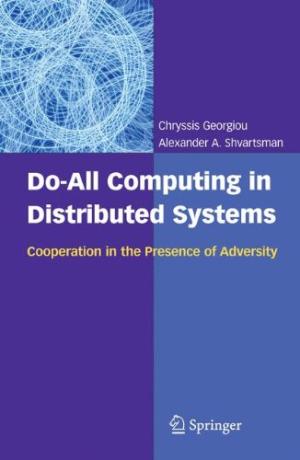 Chryssis Georgiou
Alexander A. Shvartsman
Do-All Computing in
Distributed Systems
Cooperation in the Presence of Adversity
Springer